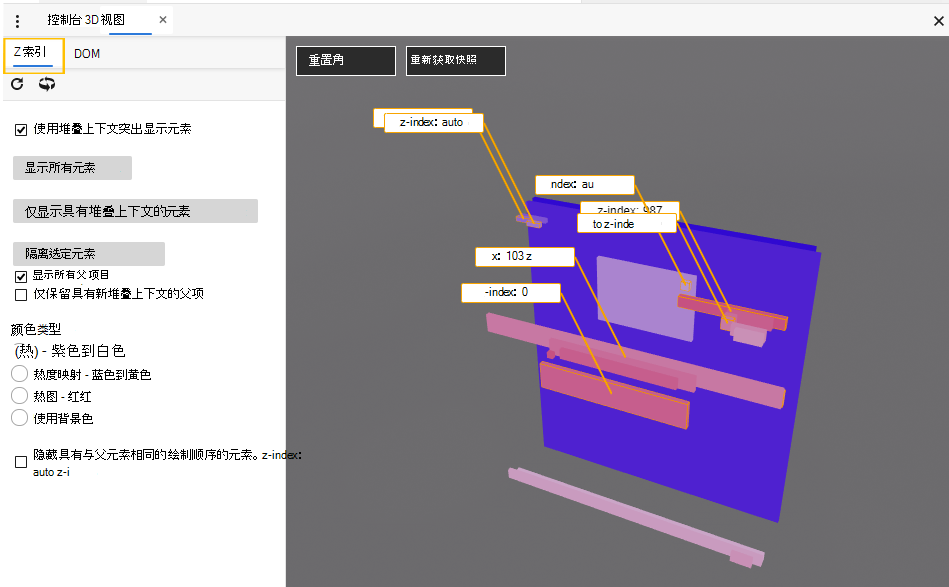 控制台 3D 视图
Z 索引
DOM
重置角
重新获取快照
使用堆叠上下文突出显示元素
显示所有元素
仅显示具有堆叠上下文的元素
隔离选定元素
显示所有父项目
仅保留具有新堆叠上下文的父项
颜色类型
(热) - 紫色到白色
热度映射 - 蓝色到黄色
热图 - 红红
使用背景色
隐藏具有与父元素相同的绘制顺序的元素。z-index:
auto z-i
z-index: auto
ndex: au
z-index: 987
to z-inde
x: 103 z
-index: 0